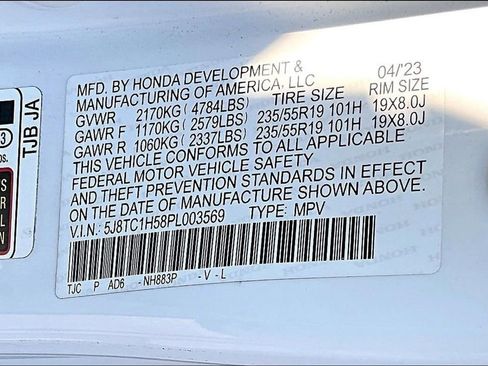 MFD. BY HONDA DEVELOPMENT & 04/23
MANUFACTURING OF AMERICA, LLC
GVWR 2170KG(4784LBS) TIRE SIZE RIM SIZE
GAWR F 1170KG(2579LBS) 235/55R19 101H 19X8.0J
GAWR R 1060KG(2337LBS) 235/55R19 101H 19X8.0J
THIS VEHICLE CONFORMS TO ALL APPLICABLE
FEDERAL MOTOR VEHICLE SAFETY
AND THEFT PREVENTION STANDARDS IN EFFECT
ON THE DATE OF MANUFACTURE SHOWN ABOVE.
V.I.N.: 5J8TC1H58PL003569 TYPE: MPV
TJC P AD6 -NH883P -V-L
TJB JA